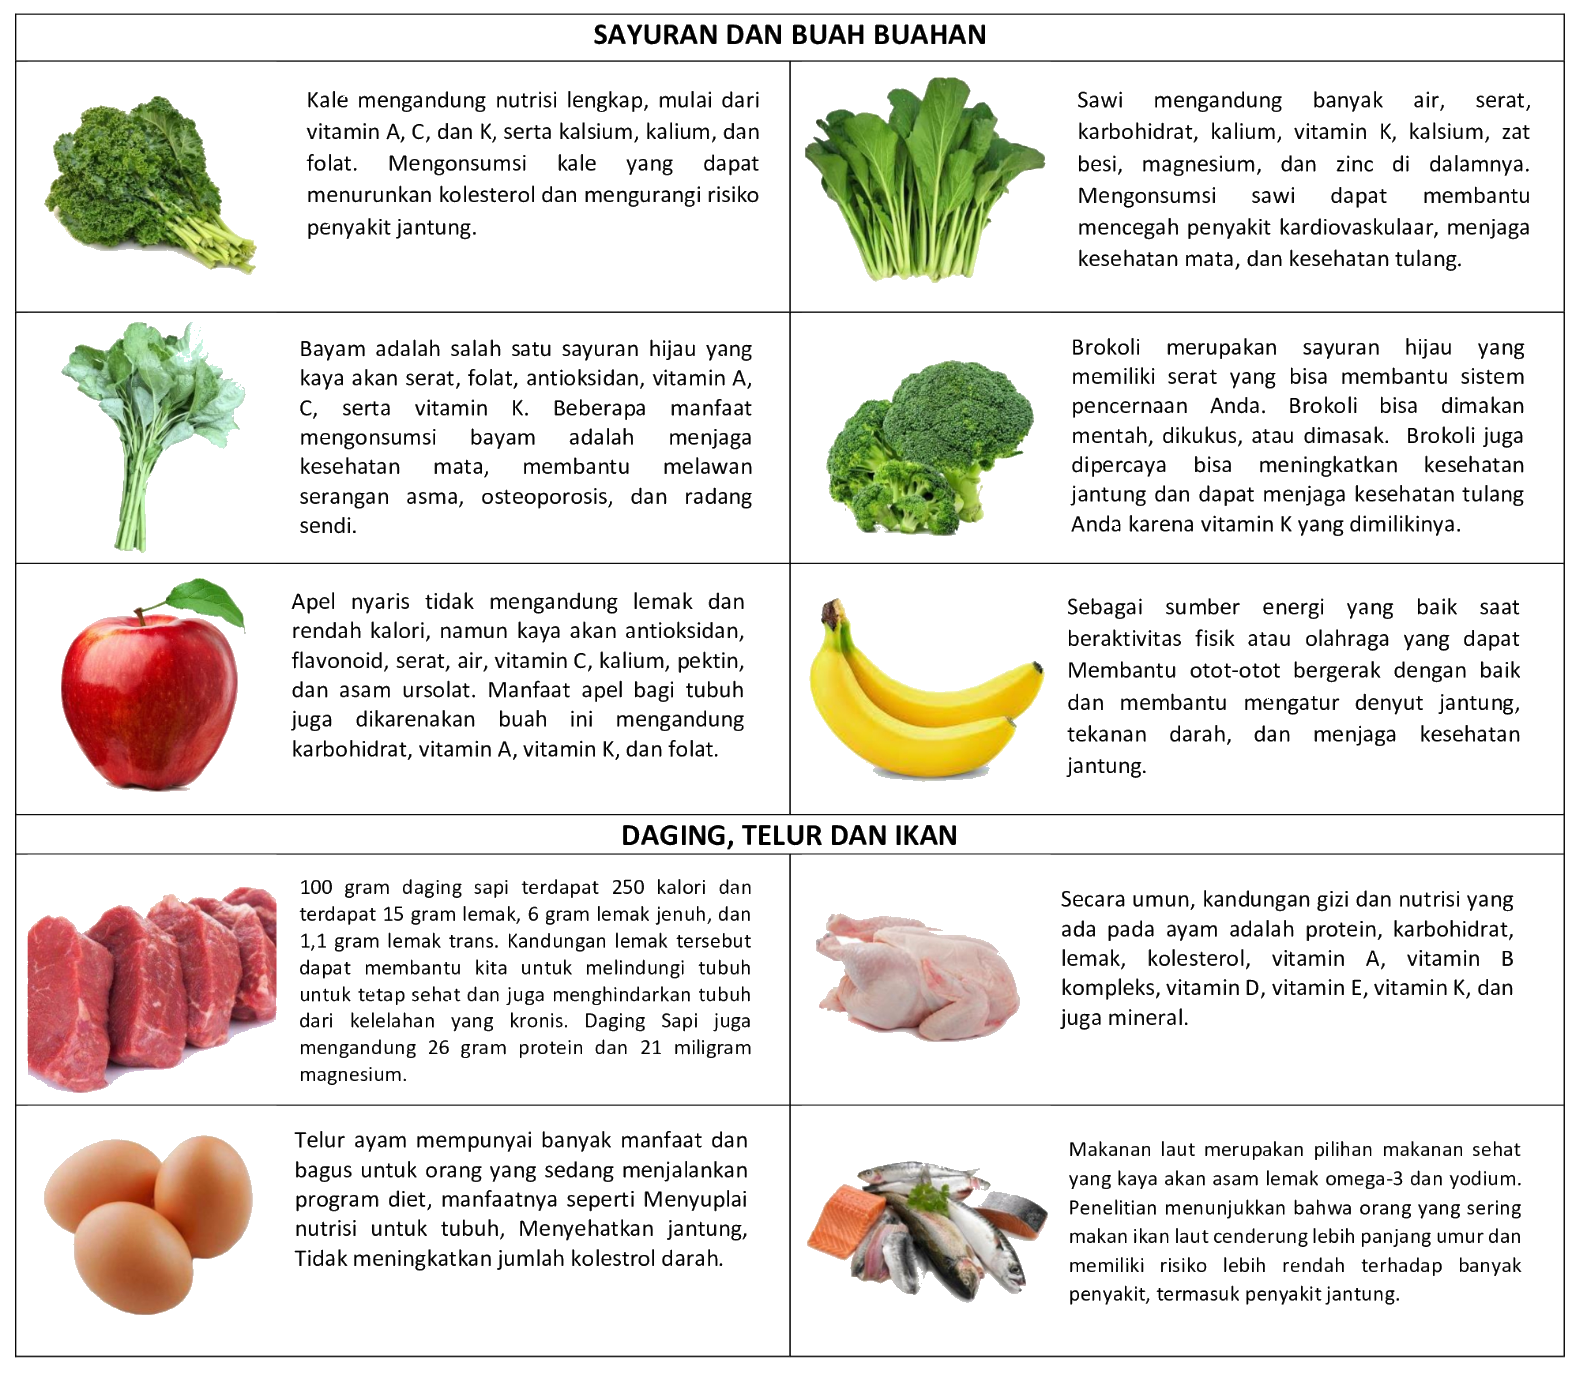 SAYURAN DAN BUAH BUAHAN
Kale mengandung nutrisi lengkap, mulai dari
vitamin A, C, dan K, serta kalsium, kalium, dan
folat. Mengonsumsi kale yang dapat
menurunkan kolesterol dan mengurangi risiko
penyakit jantung.
Sawi mengandung banyak air, serat,
karbohidrat, kalium, vitamin K, kalsium, zat
besi, magnesium, dan zinc di dalamnya.
Mengonsumsi sawi dapat membantu
mencegah penyakit kardiovaskulaar, menjaga
kesehatan mata, dan kesehatan tulang.
Bayam adalah salah satu sayuran hijau yang
kaya akan serat, folat, antioksidan, vitamin A,
C, serta vitamin K. Beberapa manfaat
mengonsumsi bayam adalah menjaga
kesehatan mata, membantu melawan
serangan asma, osteoporosis, dan radang
sendi.
Brokoli merupakan sayuran hijau yang
memiliki serat yang bisa membantu sistem
pencernaan Anda. Brokoli bisa dimakan
mentah, dikukus, atau dimasak. Brokoli juga
dipercaya bisa meningkatkan kesehatan
jantung dan dapat menjaga kesehatan tulang
Anda karena vitamin K yang dimilikinya.
Apel nyaris tidak mengandung lemak dan
rendah kalori, namun kaya akan antioksidan,
flavonoid, serat, air, vitamin C, kalium, pektin,
dan asam ursolat. Manfaat apel bagi tubuh
juga dikarenakan buah ini mengandung
karbohidrat, vitamin A, vitamin K, dan folat.
Sebagai sumber energi yang baik saat
beraktivitas fisik atau olahraga yang dapat
Membantu otot-otot bergerak dengan baik
dan membantu mengatur denyut jantung,
tekanan darah, dan menjaga kesehatan
jantung.
DAGING, TELUR DAN IKAN
100 gram daging sapi terdapat 250 kalori dan
terdapat 15 gram lemak, 6 gram lemak jenuh, dan
1,1 gram lemak trans. Kandungan lemak tersebut
dapat membantu kita untuk melindungi tubuh
untuk tetap sehat dan juga menghindarkan tubuh
dari kelelahan yang kronis. Daging Sapi juga
mengandung 26 gram protein dan 21 miligram
magnesium.
Secara umun, kandungan gizi dan nutrisi yang
ada pada ayam adalah protein, karbohidrat,
lemak, kolesterol, vitamin A, vitamin B
kompleks, vitamin D, vitamin E, vitamin K, dan
juga mineral.
Telur ayam mempunyai banyak manfaat dan
bagus untuk orang yang sedang menjalankan
program diet, manfaatnya seperti Menyuplai
nutrisi untuk tubuh, Menyehatkan jantung,
Tidak meningkatkan jumlah kolestrol darah.
Makanan laut merupakan pilihan makanan sehat
yang kaya akan asam lemak omega-3 dan yodium.
Penelitian menunjukkan bahwa orang yang sering
makan ikan laut cenderung lebih panjang umur dan
memiliki risiko lebih rendah terhadap banyak
penyakit, termasuk penyakit jantung.